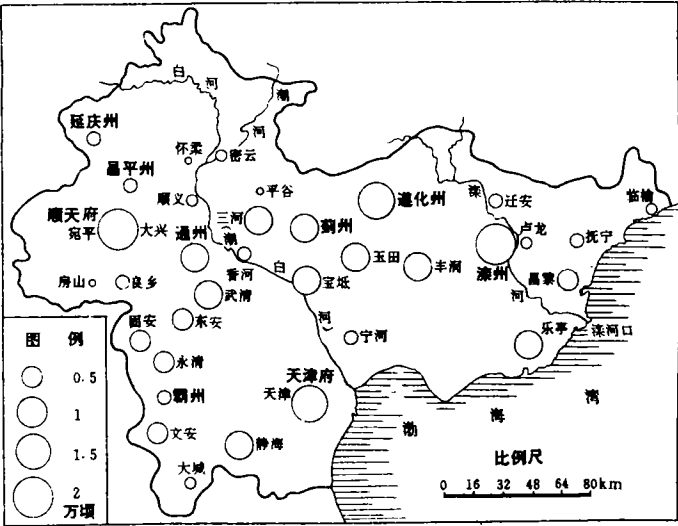 白
河
潮
河
延庆州
怀柔
密云
昌平州
平谷
顺义
遵化州
滦
迁安
临榆
顺天府
宛平
大兴
三河
蓟州
通州
潮
卢龙
抚宁
玉田
丰润
滦州
香河
白
房山
良乡
宝坻
昌黎
河
武清
东安
固安
河
宁河
乐亭
滦河口
永清
天津府
天津
霸州
文安
静海
大城
渤
海
湾
图 例
0.5
1
1.5
2
万顷
比例尺
0 16 32 48 64 80km